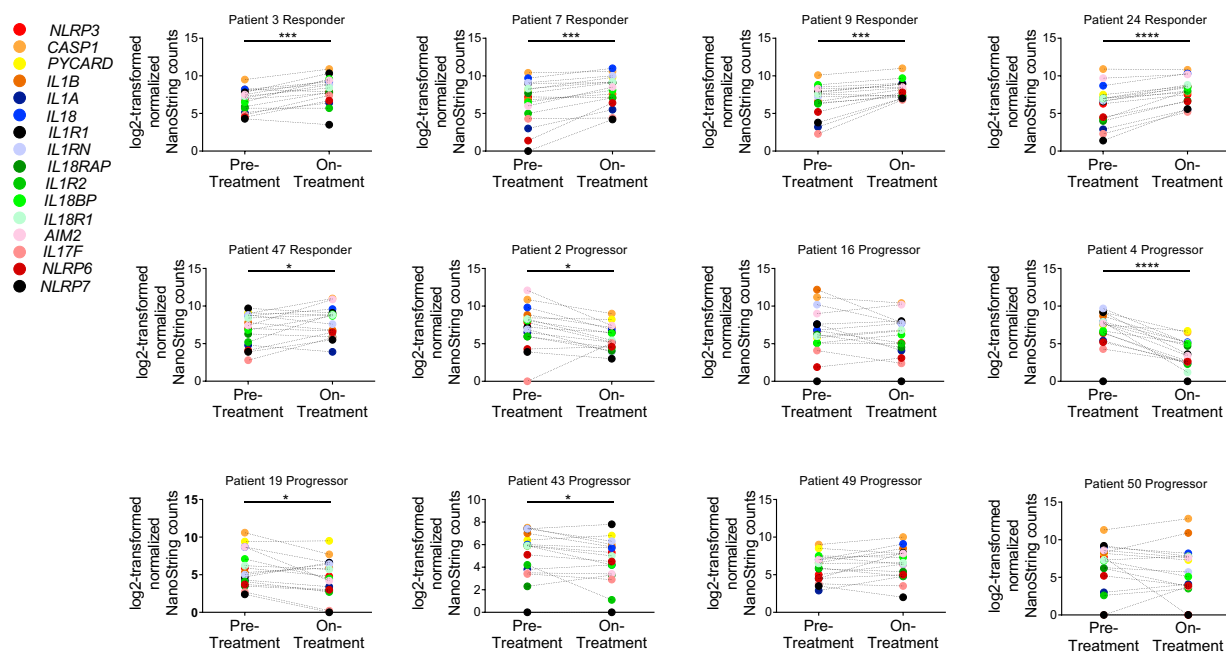 NLRP3
CASP1
PYCARD
IL1B
IL1A
IL18
IL1R1
IL1RN
IL18RAP
IL1R2
IL18BP
IL18R1
AIM2
IL17F
NLRP6
NLRP7
Patient 3 Responder
***
log2-transformed
normalized
NanoString counts
15
10
5
0
Pre-
Treatment
On-
Treatment
Patient 7 Responder
***
log2-transformed
normalized
NanoString counts
15
10
5
0
Pre-
Treatment
On-
Treatment
Patient 9 Responder
***
log2-transformed
normalized
NanoString counts
15
10
5
0
Pre-
Treatment
On-
Treatment
Patient 24 Responder
****
log2-transformed
normalized
NanoString counts
15
10
5
0
Pre-
Treatment
On-
Treatment
Patient 47 Responder
*
log2-transformed
normalized
NanoString counts
15
10
5
0
Pre-
Treatment
On-
Treatment
Patient 2 Progressor
*
log2-transformed
normalized
NanoString counts
15
10
5
0
Pre-
Treatment
On-
Treatment
Patient 16 Progressor
log2-transformed
normalized
NanoString counts
15
10
5
0
Pre-
Treatment
On-
Treatment
Patient 4 Progressor
****
log2-transformed
normalized
NanoString counts
15
10
5
0
Pre-
Treatment
On-
Treatment
Patient 19 Progressor
*
log2-transformed
normalized
NanoString counts
15
10
5
0
Pre-
Treatment
On-
Treatment
Patient 43 Progressor
*
log2-transformed
normalized
NanoString counts
10
8
6
4
2
0
Pre-
Treatment
On-
Treatment
Patient 49 Progressor
log2-transformed
normalized
NanoString counts
15
10
5
0
Pre-
Treatment
On-
Treatment
Patient 50 Progressor
log2-transformed
normalized
NanoString counts
15
10
5
0
Pre-
Treatment
On-
Treatment